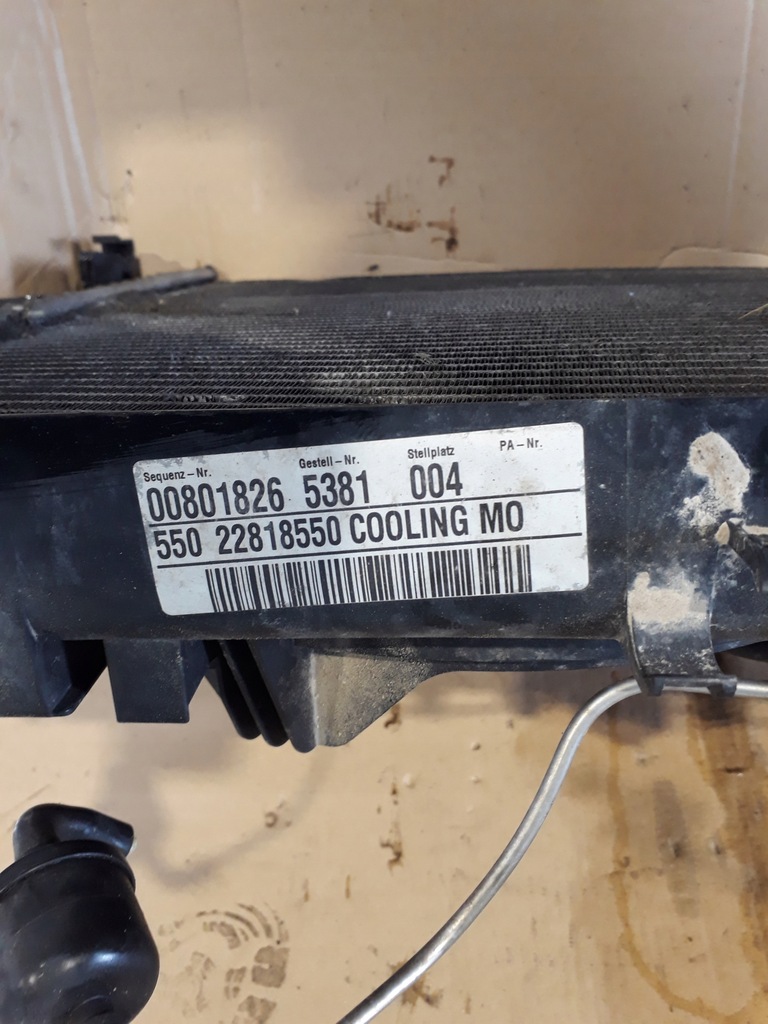 Sequenz-Nr. Gestell-Nr. Stellplatz PA-Nr.
00801826 5381 004
550 22818550 COOLING MO